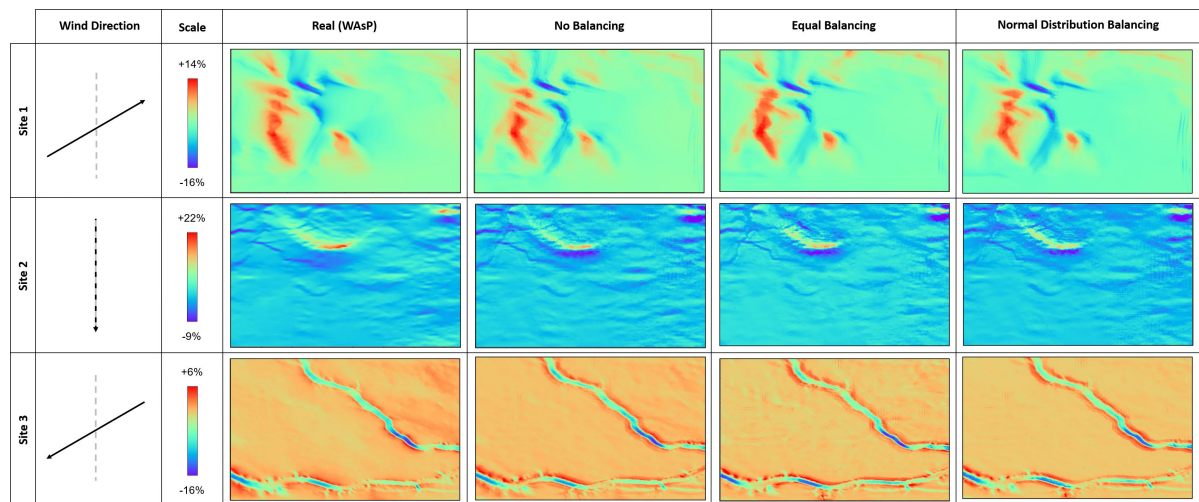 Wind Direction Scale Real (WAsP) No Balancing Equal Balancing Normal Distribution Balancing
Site 1
+14%
-16%
Site 2
+22%
-9%
Site 3
+6%
-16%